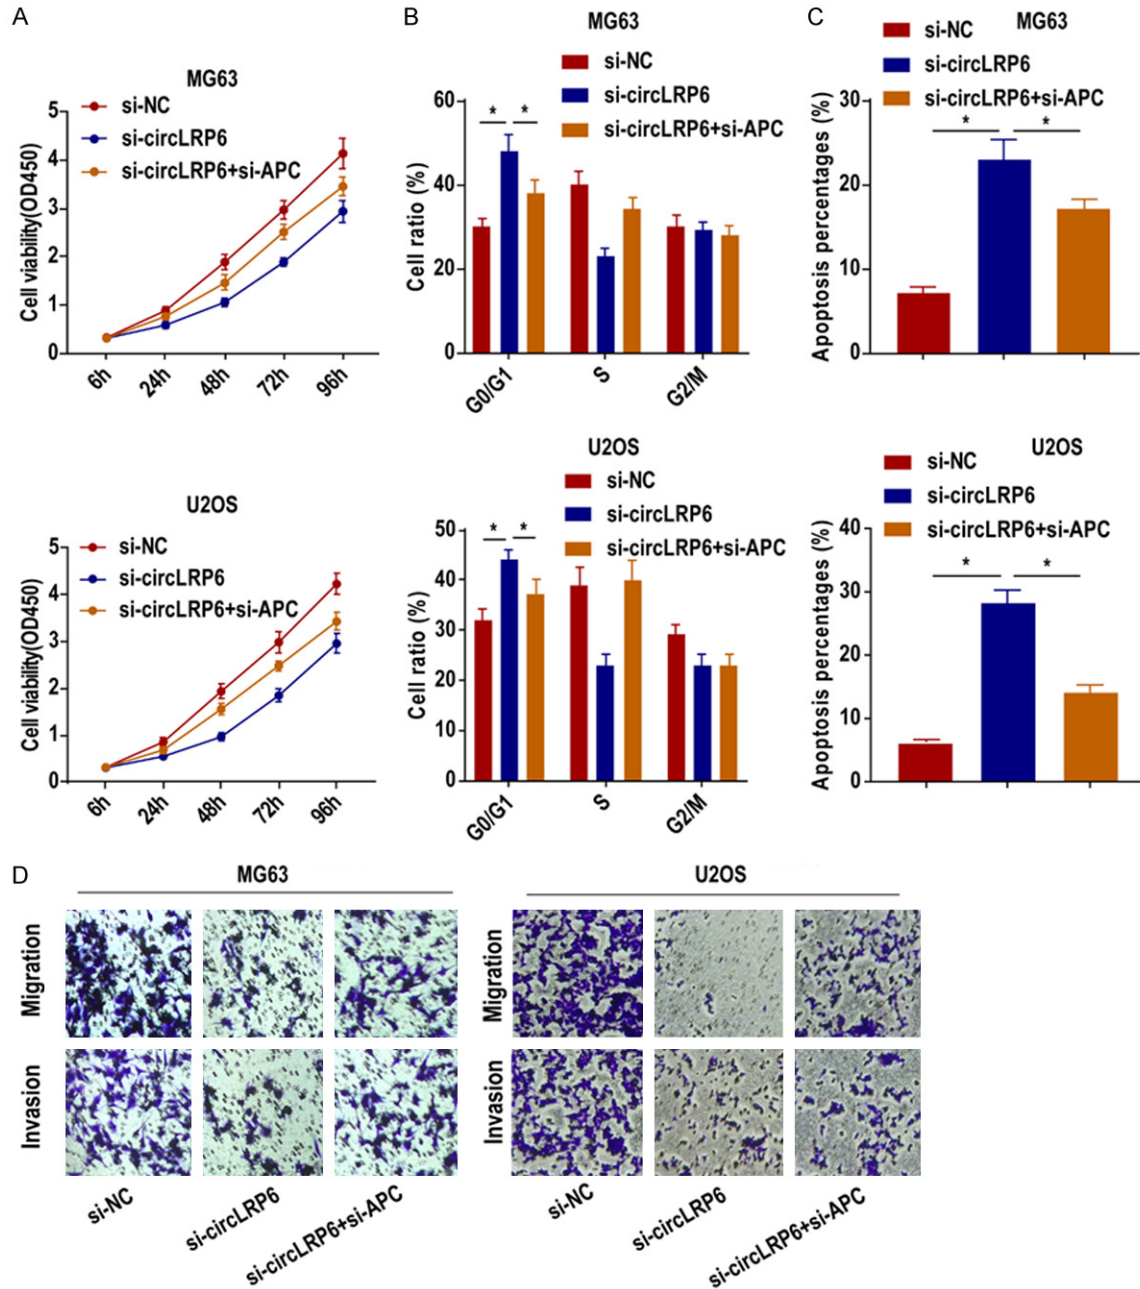 A
MG63
si-NC
si-circLRP6
si-circLRP6+si-APC
Cell viability(OD450)
5
4
3
2
1
0
6h
24h
48h
72h
96h
U2OS
si-NC
si-circLRP6
si-circLRP6+si-APC
Cell viability(OD450)
5
4
3
2
1
0
6h
24h
48h
72h
96h
B
MG63
si-NC
si-circLRP6
si-circLRP6+si-APC
Cell ratio (%)
60
40
20
0
* *
G0/G1
S
G2/M
U2OS
si-NC
si-circLRP6
si-circLRP6+si-APC
Cell ratio (%)
50
40
30
20
10
0
* *
G0/G1
S
G2/M
C
MG63
si-NC
si-circLRP6
si-circLRP6+si-APC
Apoptosis percentages (%)
30
20
10
0
* *
U2OS
si-NC
si-circLRP6
si-circLRP6+si-APC
Apoptosis percentages (%)
40
30
20
10
0
* *
D
MG63
Migration
Invasion
si-NC
si-circLRP6
si-circLRP6+si-APC
U2OS
Migration
Invasion
si-NC
si-circLRP6
si-circLRP6+si-APC